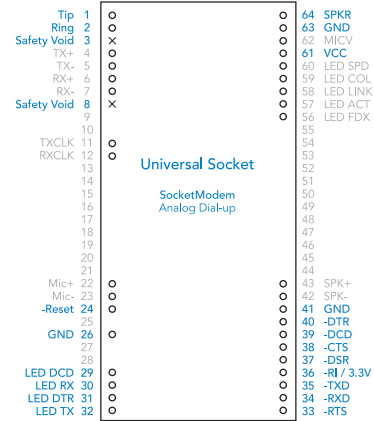 Tip 1
Ring 2
Safety Void 3
TX+ 4
TX- 5
RX+ 6
RX- 7
Safety Void 8
9
10
TXCLK 11
RXCLK 12
13
14
15
16
17
18
19
20
21
Mic+ 22
Mic- 23
-Reset 24
25
GND 26
27
28
LED DCD 29
LED RX 30
LED DTR 31
LED TX 32
Universal Socket
SocketModem
Analog Dial-up
64 SPKR
63 GND
62 MICV
61 VCC
60 LED SPD
59 LED COL
58 LED LINK
57 LED ACT
56 LED FDX
55
54
53
52
51
50
49
48
47
46
45
44
43 SPK+
42 SPK-
41 GND
40 -DTR
39 -DCD
38 -CTS
37 -DSR
36 -RI / 3.3V
35 -TXD
34 -RXD
33 -RTS